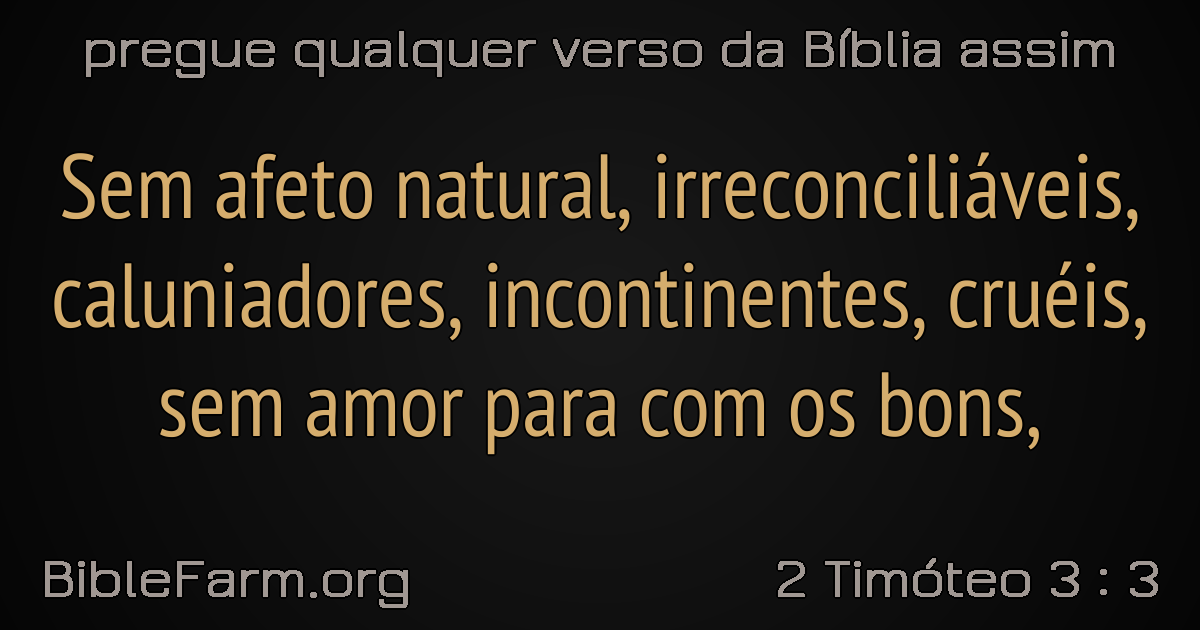 pregue qualquer verso da Bíblia assim
Sem afeto natural, irreconciliáveis,
caluniadores, incontinentes, cruéis,
sem amor para com os bons,
BibleFarm.org
2 Timóteo 3 : 3